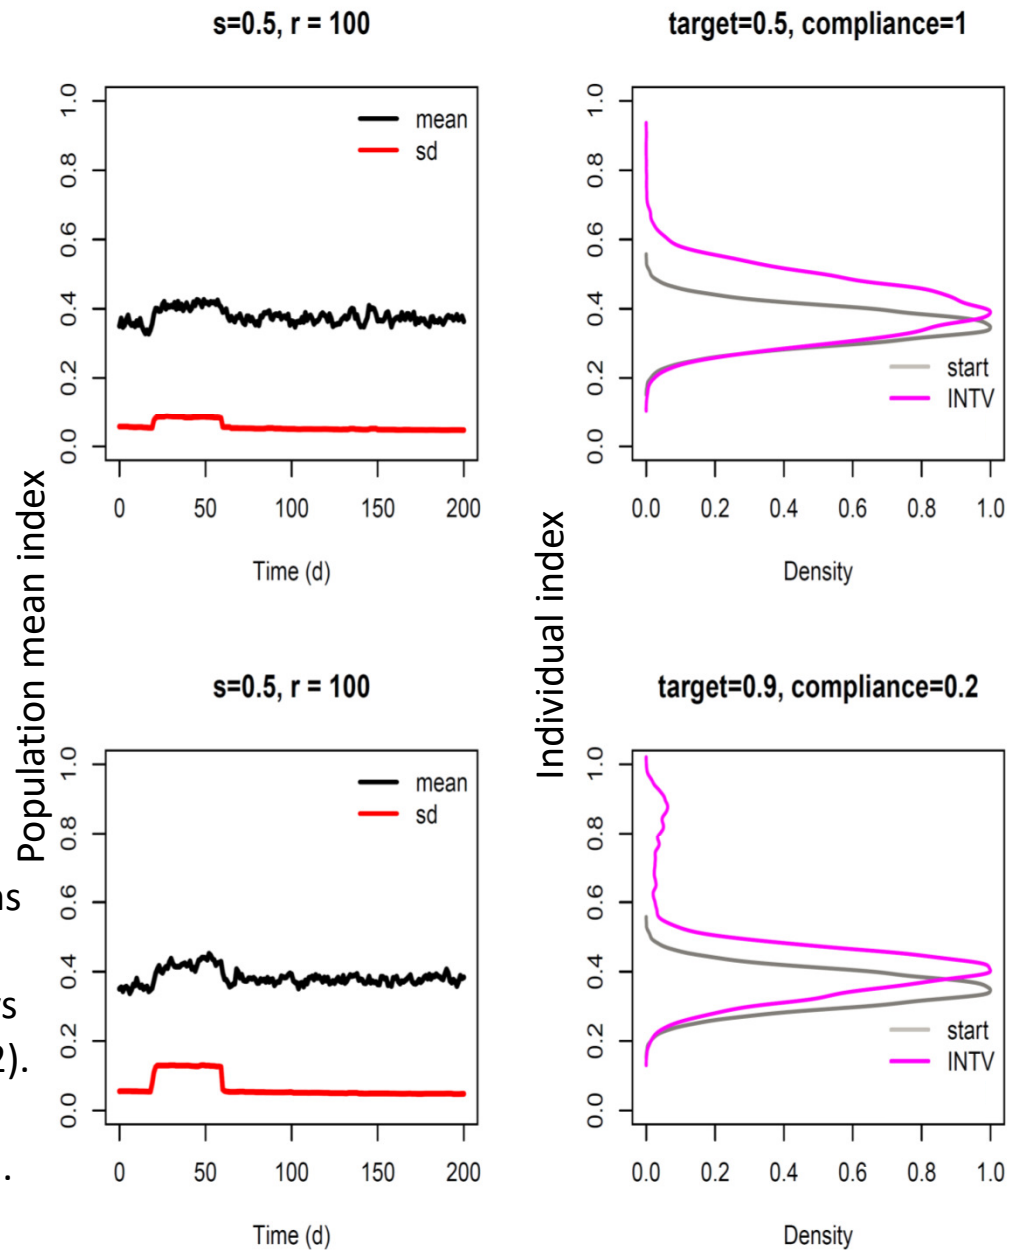 s=0.5, r = 100
target=0.5, compliance=1
1.0
0.8
0.6
0.4
0.2
0.0
mean
sd
0 50 100 150 200
Time (d)
1.0
0.8
0.6
0.4
0.2
0.0
start
INTV
0.0 0.2 0.4 0.6 0.8 1.0
Density
Population mean index
Individual index
s=0.5, r = 100
target=0.9, compliance=0.2
1.0
0.8
0.6
0.4
0.2
0.0
mean
sd
0 50 100 150 200
Time (d)
1.0
0.8
0.6
0.4
0.2
0.0
start
INTV
0.0 0.2 0.4 0.6 0.8 1.0
Density
2).
.